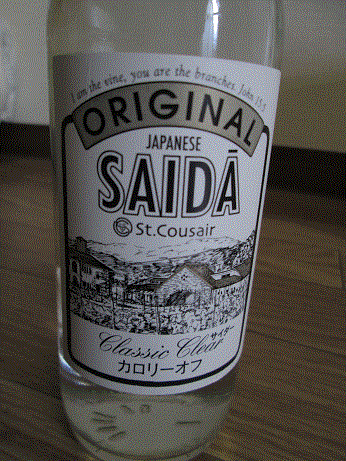 I am the vine, you are the branches. John 15:5
ORIGINAL
JAPANESE
SAIDĀ
St.Cousair
サイダー
Classic Clear
カロリーオフ